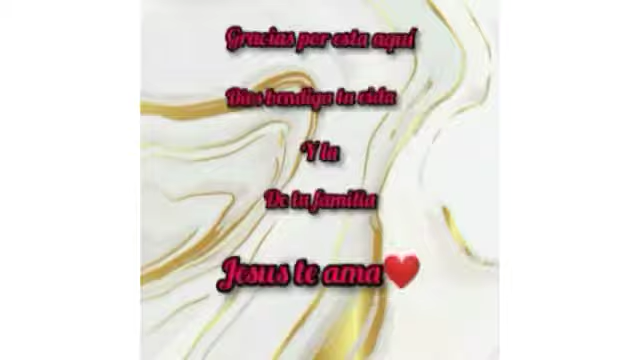 Gracias por esta aquí
Dios bendiga tu vida
Y la
De tu familia
Jesus te ama❤️